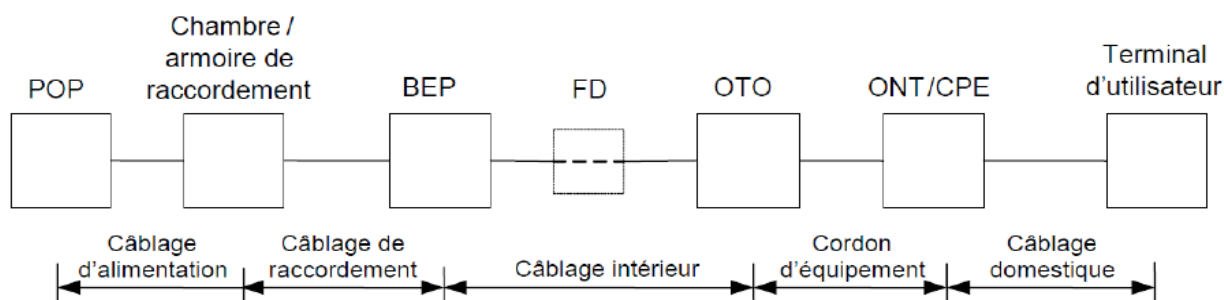 POP
Chambre /
armoire de
raccordement
BEP
FD
OTO
ONT/CPE
Terminal
d'utilisateur
Câblage
d'alimentation
Câblage de
raccordement
Câblage intérieur
Cordon
d'équipement
Câblage
domestique